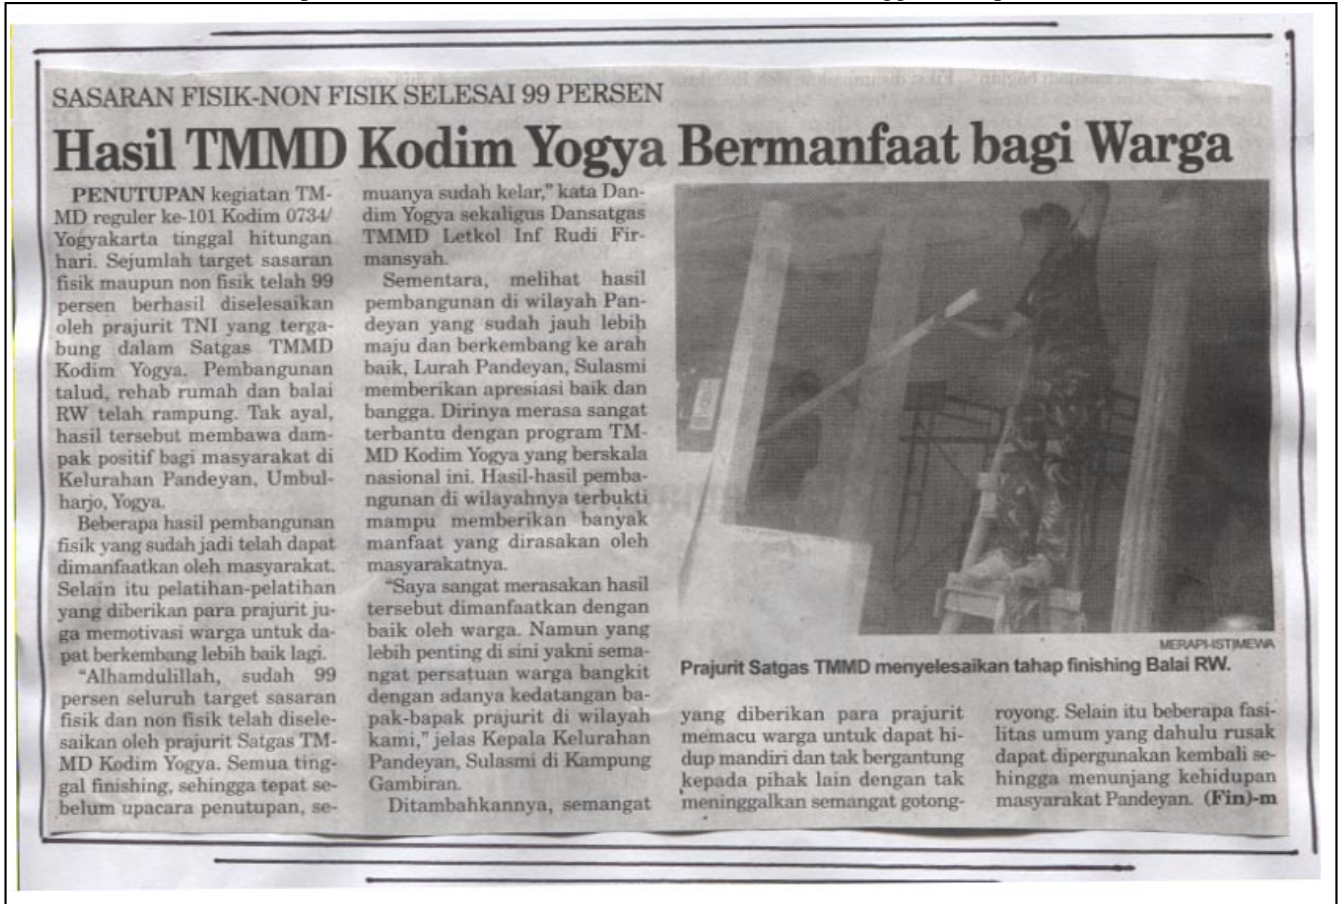 SASARAN FISIK-NON FISIK SELESAI 99 PERSEN
Hasil TMMD Kodim Yogya Bermanfaat bagi Warga
PENUTUPAN kegiatan TM-
MD reguler ke-101 Kodim 0734/
Yogyakarta tinggal hitungan
hari. Sejumlah target sasaran
fisik maupun non fisik telah 99
persen berhasil diselesaikan
oleh prajurit TNI yang terga-
bung dalam Satgas TMMD
Kodim Yogya. Pembangunan
talud, rehab rumah dan balai
RW telah rampung. Tak ayal,
hasil tersebut membawa dam-
pak positif bagi masyarakat di
Kelurahan Pandeyan, Umbul-
harjo, Yogya.
Beberapa hasil pembangunan
fisik yang sudah jadi telah dapat
dimanfaatkan oleh masyarakat.
Selain itu pelatihan-pelatihan
yang diberikan para prajurit ju-
ga memotivasi warga untuk da-
pat berkembang lebih baik lagi.
"Alhamdulillah, sudah 99
persen seluruh target sasaran
fisik dan non fisik telah disele-
saikan oleh prajurit Satgas TM-
MD Kodim Yogya. Semua ting-
gal finishing, sehingga tepat se-
belum upacara penutupan, se-
muanya sudah kelar," kata Dan-
dim Yogya sekaligus Dansatgas
TMMD Letkol Inf Rudi Fir-
mansyah.
Sementara, melihat hasil
pembangunan di wilayah Pan-
deyan yang sudah jauh lebih
maju dan berkembang ke arah
baik, Lurah Pandeyan, Sulasmi
memberikan apresiasi baik dan
bangga. Dirinya merasa sangat
terbantu dengan program TM-
MD Kodim Yogya yang berskala
nasional ini. Hasil-hasil pemba-
ngunan di wilayahnya terbukti
mampu memberikan banyak
manfaat yang dirasakan oleh
masyarakatnya.
"Saya sangat merasakan hasil
tersebut dimanfaatkan dengan
baik oleh warga. Namun yang
lebih penting di sini yakni sema-
ngat persatuan warga bangkit
dengan adanya kedatangan ba-
pak-bapak prajurit di wilayah
kami," jelas Kepala Kelurahan
Pandeyan, Sulasmi di Kampung
Gambiran.
Ditambahkannya, semangat
MERAPI-ISTIMEWA
Prajurit Satgas TMMD menyelesaikan tahap finishing Balai RW.
yang diberikan para prajurit
memacu warga untuk dapat hi-
dup mandiri dan tak bergantung
kepada pihak lain dengan tak
meninggalkan semangat gotong-
royong. Selain itu beberapa fasi-
litas umum yang dahulu rusak
dapat dipergunakan kembali se-
hingga menunjang kehidupan
masyarakat Pandeyan. (Fin)-m